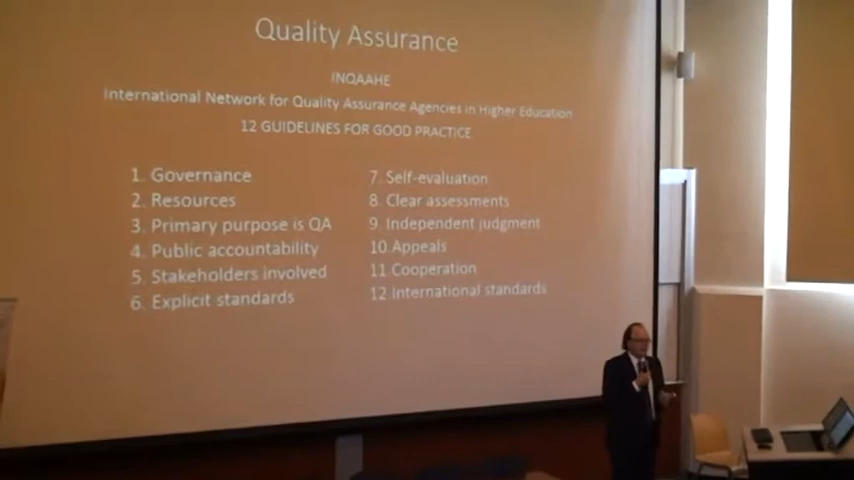 Quality Assurance
INQAAHE
International Network for Quality Assurance Agencies in Higher Education
12 GUIDELINES FOR GOOD PRACTICE
1. Governance
2. Resources
3. Primary purpose is QA
4. Public accountability
5. Stakeholders involved
6. Explicit standards
7. Self-evaluation
8. Clear assessments
9. Independent judgment
10. Appeals
11. Cooperation
12. International standards